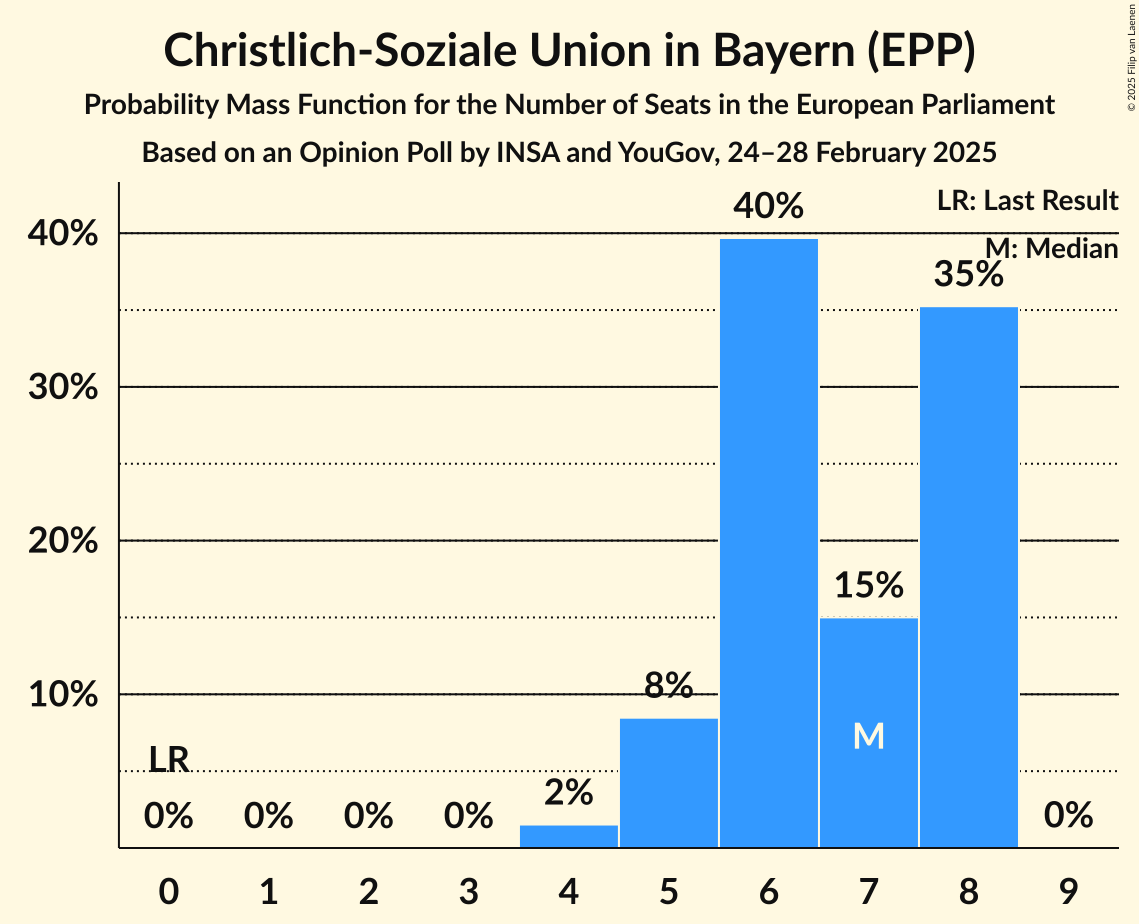 Christlich-Soziale Union in Bayern (EPP)
Probability Mass Function for the Number of Seats in the European Parliament
Based on an Opinion Poll by INSA and YouGov, 24–28 February 2025
© 2025 Filip van Laenen
LR: Last Result
M: Median
40%
30%
20%
10%
LR
0%
0%
0%
0%
2%
8%
40%
15%
M
35%
0%
0 1 2 3 4 5 6 7 8 9